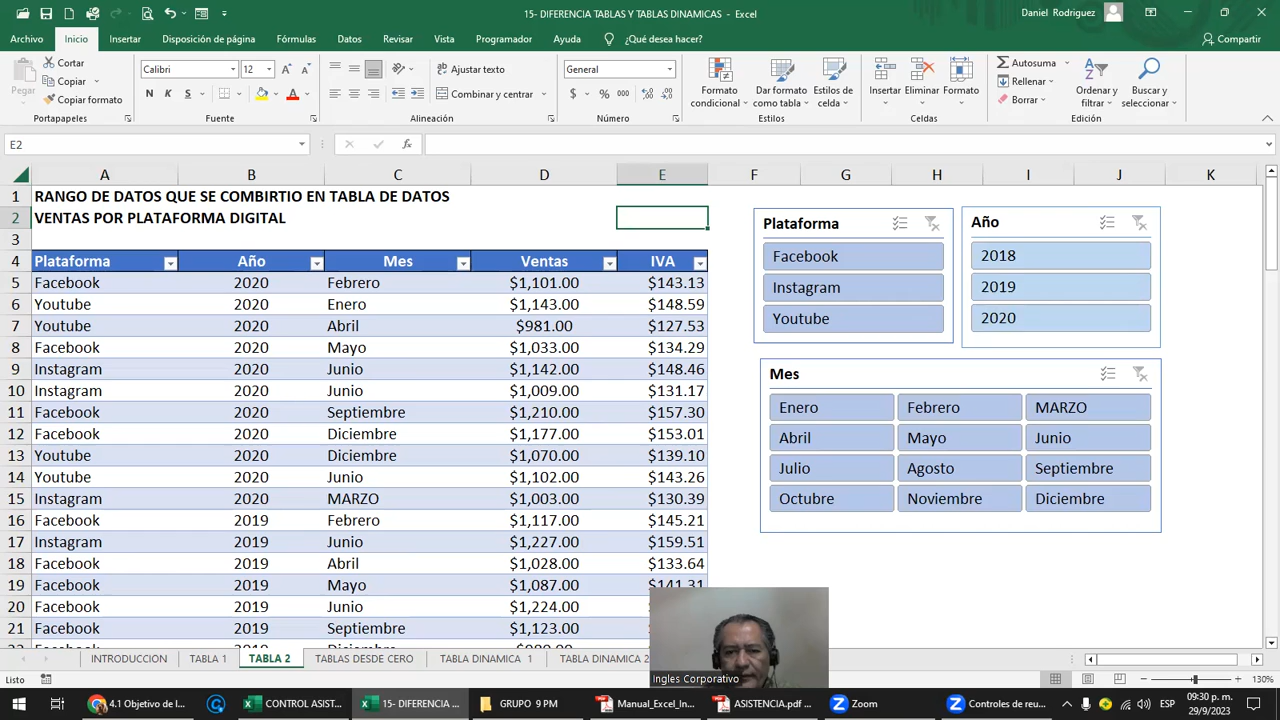 15- DIFERENCIA TABLAS Y TABLAS DINAMICAS - Excel
Daniel Rodriguez
Archivo Inicio Insertar Disposición de página Fórmulas Datos Revisar Vista Programador Ayuda ¿Qué desea hacer? Compartir
Pegar
Cortar
Copiar
Copiar formato
Portapapeles
Calibri 12
N K S
Fuente
Ajustar texto
Combinar y centrar
Alineación
General
$ % 000
Número
Formato condicional
Dar formato como tabla
Estilos de celda
Estilos
Insertar Eliminar Formato
Celdas
Autosuma
Rellenar
Borrar
Ordenar y filtrar
Buscar y seleccionar
Edición
E2
fx
A B C D E F G H I J K
1 RANGO DE DATOS QUE SE COMBIRTIO EN TABLA DE DATOS
2 VENTAS POR PLATAFORMA DIGITAL
3
4 Plataforma Año Mes Ventas IVA
5 Facebook 2020 Febrero $1,101.00 $143.13
6 Youtube 2020 Enero $1,143.00 $148.59
7 Youtube 2020 Abril $981.00 $127.53
8 Facebook 2020 Mayo $1,033.00 $134.29
9 Instagram 2020 Junio $1,142.00 $148.46
10 Instagram 2020 Junio $1,009.00 $131.17
11 Facebook 2020 Septiembre $1,210.00 $157.30
12 Facebook 2020 Diciembre $1,177.00 $153.01
13 Youtube 2020 Diciembre $1,070.00 $139.10
14 Youtube 2020 Junio $1,102.00 $143.26
15 Instagram 2020 MARZO $1,003.00 $130.39
16 Facebook 2019 Febrero $1,117.00 $145.21
17 Instagram 2019 Junio $1,227.00 $159.51
18 Facebook 2019 Abril $1,028.00 $133.64
19 Facebook 2019 Mayo $1,087.00 $141.31
20 Facebook 2019 Junio $1,224.00
21 Facebook 2019 Septiembre $1,123.00
Plataforma
Facebook
Instagram
Youtube
Año
2018
2019
2020
Mes
Enero Febrero MARZO
Abril Mayo Junio
Julio Agosto Septiembre
Octubre Noviembre Diciembre
Ingles Corporativo
INTRODUCCION TABLA 1 TABLA 2 TABLAS DESDE CERO TABLA DINAMICA 1 TABLA DINAMICA 2
Listo
130%
4.1 Objetivo de l... CONTROL ASIST... 15- DIFERENCIA ... GRUPO 9 PM Manual_Excel_In... ASISTENCIA.pdf ... Zoom Controles de reu... ESP
09:30 p. m.
29/9/2023